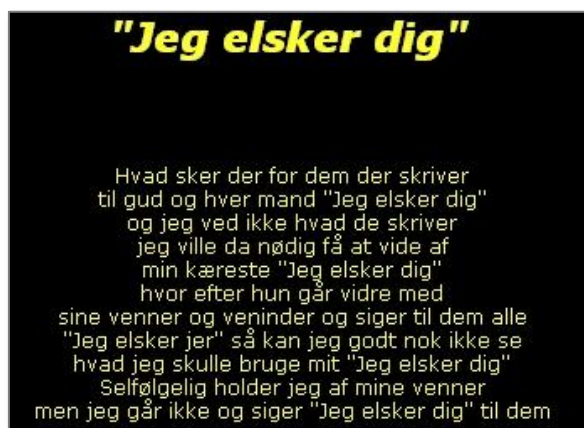 "Jeg elsker dig"
Hvad sker der for dem der skriver
til gud og hver mand "Jeg elsker dig"
og jeg ved ikke hvad de skriver
jeg ville da nødig få at vide af
min kæreste "Jeg elsker dig"
hvor efter hun går vidre med
sine venner og veninder og siger til dem alle
"Jeg elsker jer" så kan jeg godt nok ikke se
hvad jeg skulle bruge mit "Jeg elsker dig"
Selfølgelig holder jeg af mine venner
men jeg går ikke og siger "Jeg elsker dig" til dem